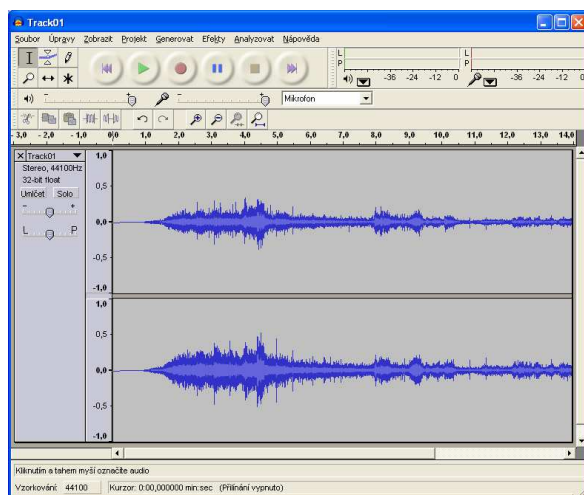 Track01
Soubor Úpravy Zobrazit Projekt Generovat Efekty Analyzovat Nápověda
L
P
-36 -24 -12 0
L
P
-36 -24 -12 0
Mikrofon
- 3,0 - 2,0 - 1,0 0,0 1,0 2,0 3,0 4,0 5,0 6,0 7,0 8,0 9,0 10,0 11,0 12,0 13,0 14,0
Track01
Stereo, 44100Hz
32-bit float
Umlčet Solo
- +
L P
1,0
0,5
0,0
-0,5
-1,0
1,0
0,5
0,0
-0,5
-1,0
Kliknutím a tahem myší označíte audio
Vzorkování: 44100 Kurzor: 0:00,000000 min:sec (Přilínání vypnuto)